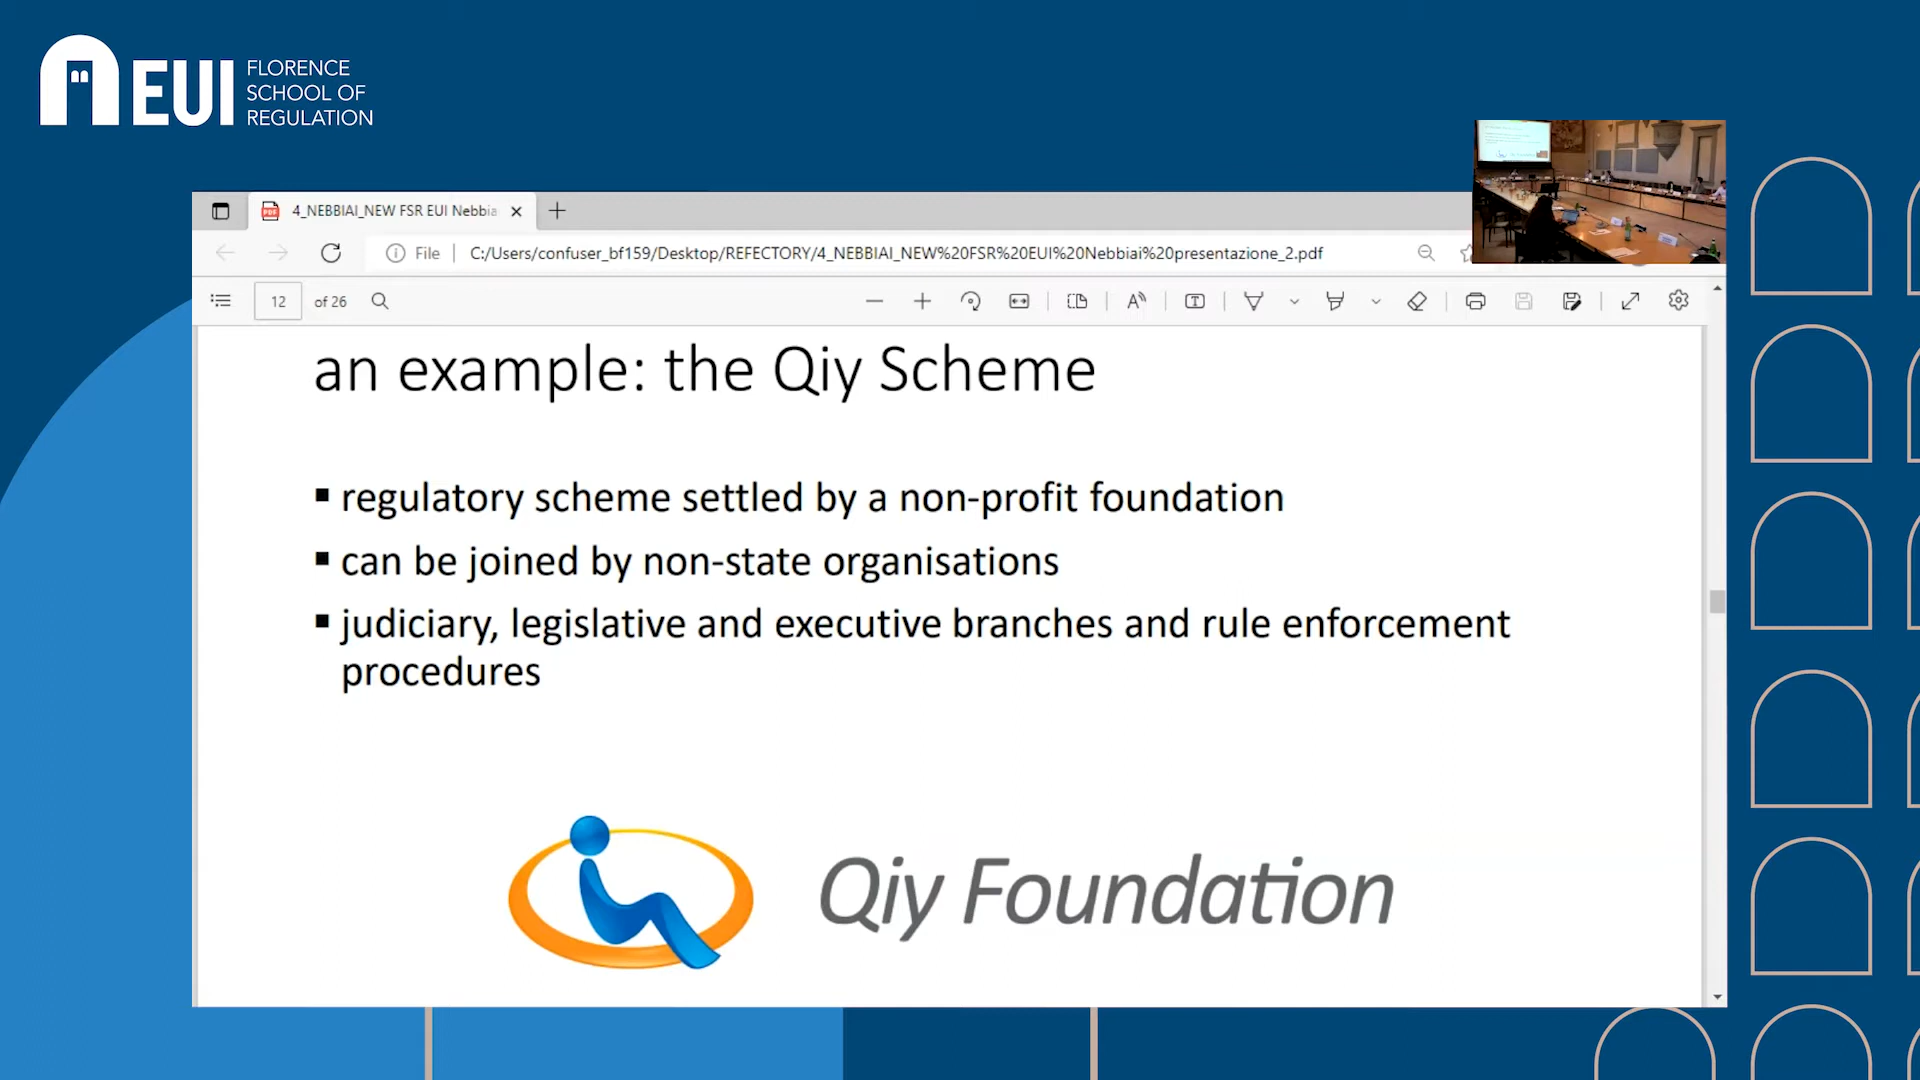 EUI
FLORENCE
SCHOOL OF
REGULATION
PDF
4_NEBBIAI_NEW FSR EUI Nebbia
File
C:/Users/confuser_bf159/Desktop/REFECTORY/4_NEBBIAI_NEW%20FSR%20EUI%20Nebbiai%20presentazione_2.pdf
12 of 26
an example: the Qiy Scheme
▪ regulatory scheme settled by a non-profit foundation
▪ can be joined by non-state organisations
▪ judiciary, legislative and executive branches and rule enforcement
procedures
Qiy Foundation